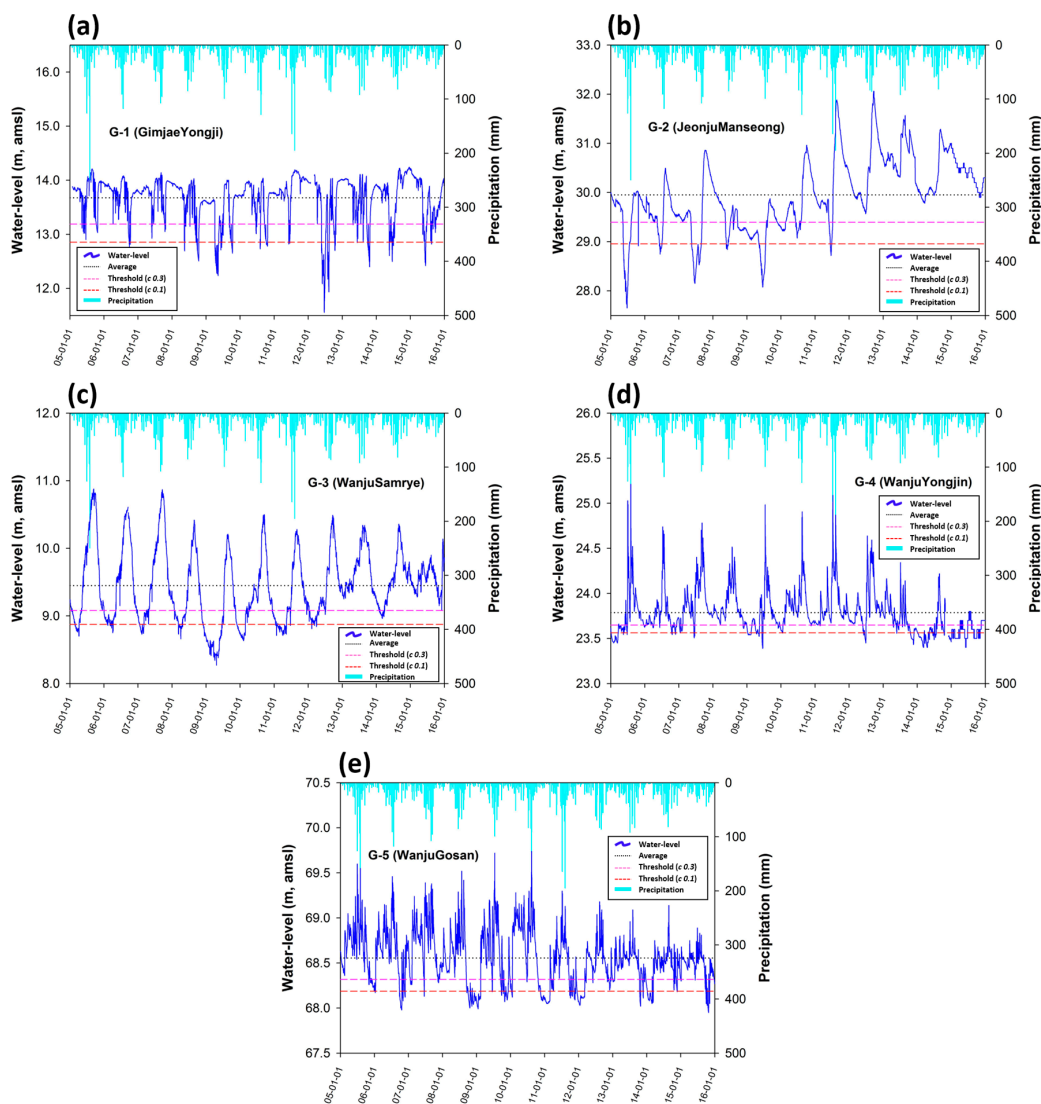 (a)
16.5
15.0
14.0
13.0
12.0
Water-level (m, amsl)
G-1 (GimjaeYongji)
Water-level
Average
Threshold (c 0.3)
Threshold (c 0.1)
Precipitation
0
100
200
300
400
500
Precipitation (mm)
05-01-01
06-01-01
07-01-01
08-01-01
09-01-01
10-01-01
11-01-01
12-01-01
13-01-01
14-01-01
15-01-01
16-01-01
(b)
33.0
32.0
31.0
30.0
29.0
28.0
Water-level (m, amsl)
G-2 (JeonjuManseong)
Water-level
Average
Threshold (c 0.3)
Threshold (c 0.1)
Precipitation
0
100
200
300
400
500
Precipitation (mm)
05-01-01
06-01-01
07-01-01
08-01-01
09-01-01
10-01-01
11-01-01
12-01-01
13-01-01
14-01-01
15-01-01
16-01-01
(c)
12.0
11.0
10.0
9.0
8.0
Water-level (m, amsl)
G-3 (WanjuSamrye)
Water-level
Average
Threshold (c 0.3)
Threshold (c 0.1)
Precipitation
0
100
200
300
400
500
Precipitation (mm)
05-01-01
06-01-01
07-01-01
08-01-01
09-01-01
10-01-01
11-01-01
12-01-01
13-01-01
14-01-01
15-01-01
16-01-01
(d)
26.0
25.5
25.0
24.5
24.0
23.5
23.0
Water-level (m, amsl)
G-4 (WanjuYongjin)
Water-level
Average
Threshold (c 0.3)
Threshold (c 0.1)
Precipitation
0
100
200
300
400
500
Precipitation (mm)
05-01-01
06-01-01
07-01-01
08-01-01
09-01-01
10-01-01
11-01-01
12-01-01
13-01-01
14-01-01
15-01-01
16-01-01
(e)
70.5
70.0
69.5
69.0
68.5
68.0
67.5
Water-level (m, amsl)
G-5 (WanjuGosan)
Water-level
Average
Threshold (c 0.3)
Threshold (c 0.1)
Precipitation
0
100
200
300
400
500
Precipitation (mm)
05-01-01
06-01-01
07-01-01
08-01-01
09-01-01
10-01-01
11-01-01
12-01-01
13-01-01
14-01-01
15-01-01
16-01-01